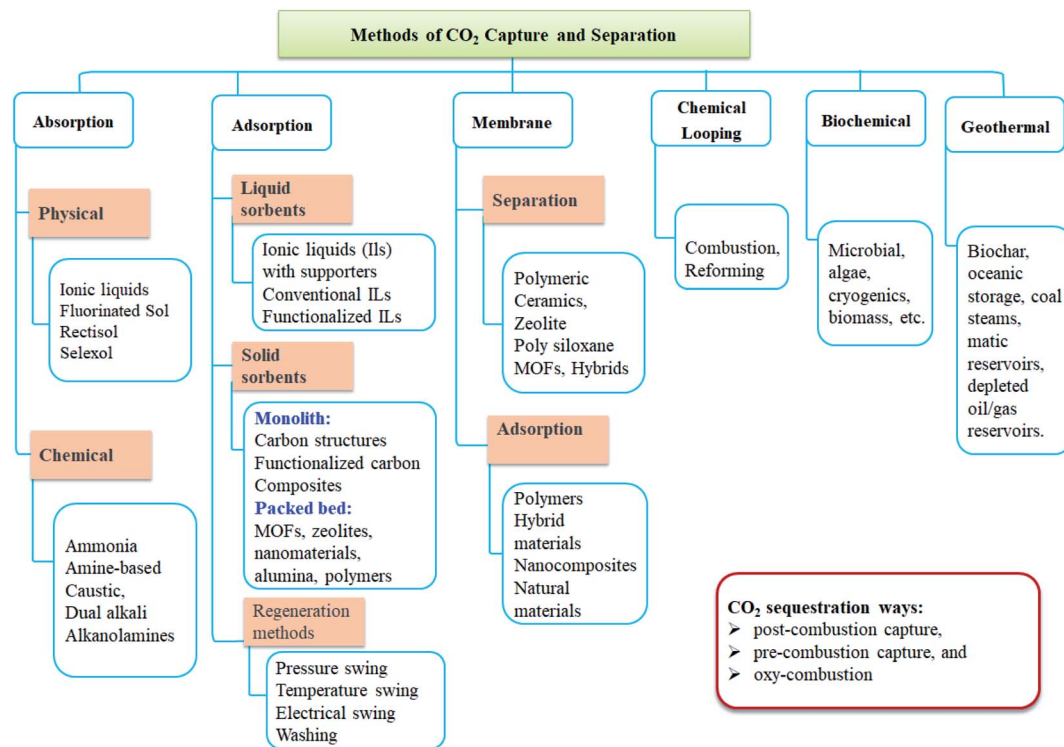 Methods of CO₂ Capture and Separation
Absorption
Physical
Ionic liquids
Fluorinated Sol
Rectisol
Selexol
Chemical
Ammonia
Amine-based
Caustic,
Dual alkali
Alkanolamines
Adsorption
Liquid
sorbents
Ionic liquids (Ils)
with supporters
Conventional ILs
Functionalized ILs
Solid
sorbents
Monolith:
Carbon structures
Functionalized carbon
Composites
Packed bed:
MOFs, zeolites,
nanomaterials,
alumina, polymers
Regeneration
methods
Pressure swing
Temperature swing
Electrical swing
Washing
Membrane
Separation
Polymeric
Ceramics,
Zeolite
Poly siloxane
MOFs, Hybrids
Adsorption
Polymers
Hybrid
materials
Nanocomposites
Natural
materials
Chemical
Looping
Combustion,
Reforming
Biochemical
Microbial,
algae,
cryogenics,
biomass, etc.
Geothermal
Biochar,
oceanic
storage, coal
steams,
matic
reservoirs,
depleted
oil/gas
reservoirs.
CO₂ sequestration ways:
➢ post-combustion capture,
➢ pre-combustion capture, and
➢ oxy-combustion